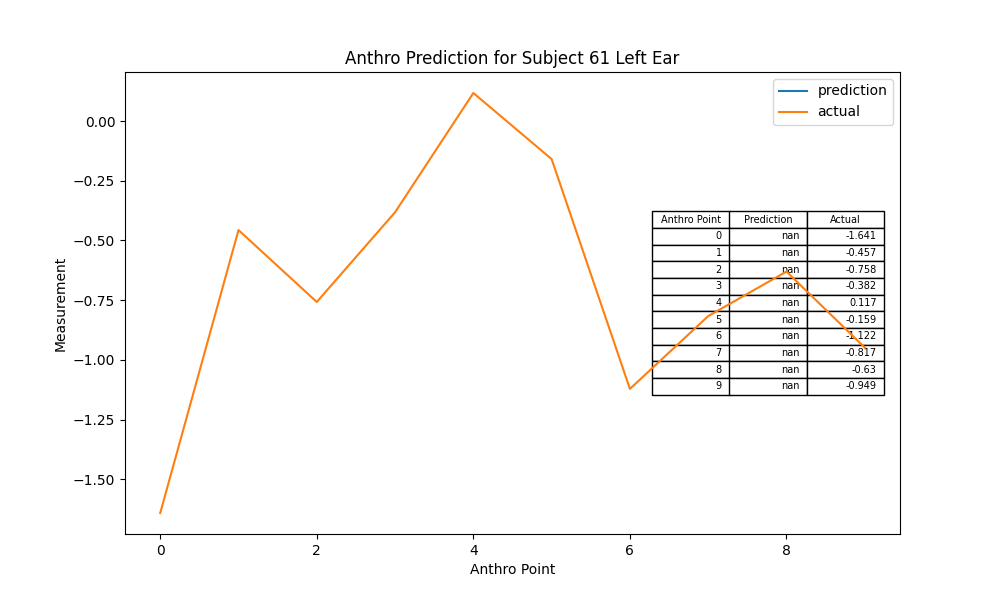 Anthro Prediction for Subject 61 Left Ear
prediction
actual
0.00
−0.25
−0.50
−0.75
−1.00
−1.25
−1.50
Measurement
Anthro Point Prediction Actual
0 nan -1.641
1 nan -0.457
2 nan -0.758
3 nan -0.382
4 nan 0.117
5 nan -0.159
6 nan -1.122
7 nan -0.817
8 nan -0.63
9 nan -0.949
0 2 4 6 8
Anthro Point